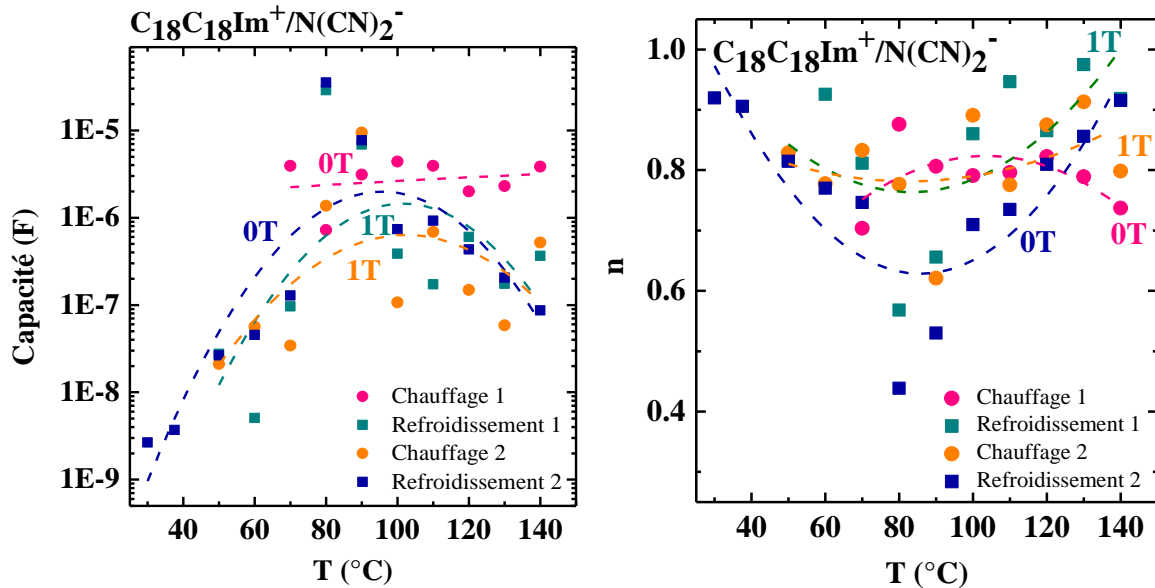 C18C18Im+/N(CN)2-
1E-5
1E-6
1E-7
1E-8
1E-9
Capacité (F)
0T
0T
1T
1T
Chauffage 1
Refroidissement 1
Chauffage 2
Refroidissement 2
40 60 80 100 120 140
T (°C)
C18C18Im+/N(CN)2-
1.0
0.8
0.6
0.4
n
1T
1T
0T
0T
Chauffage 1
Refroidissement 1
Chauffage 2
Refroidissement 2
40 60 80 100 120 140
T (°C)